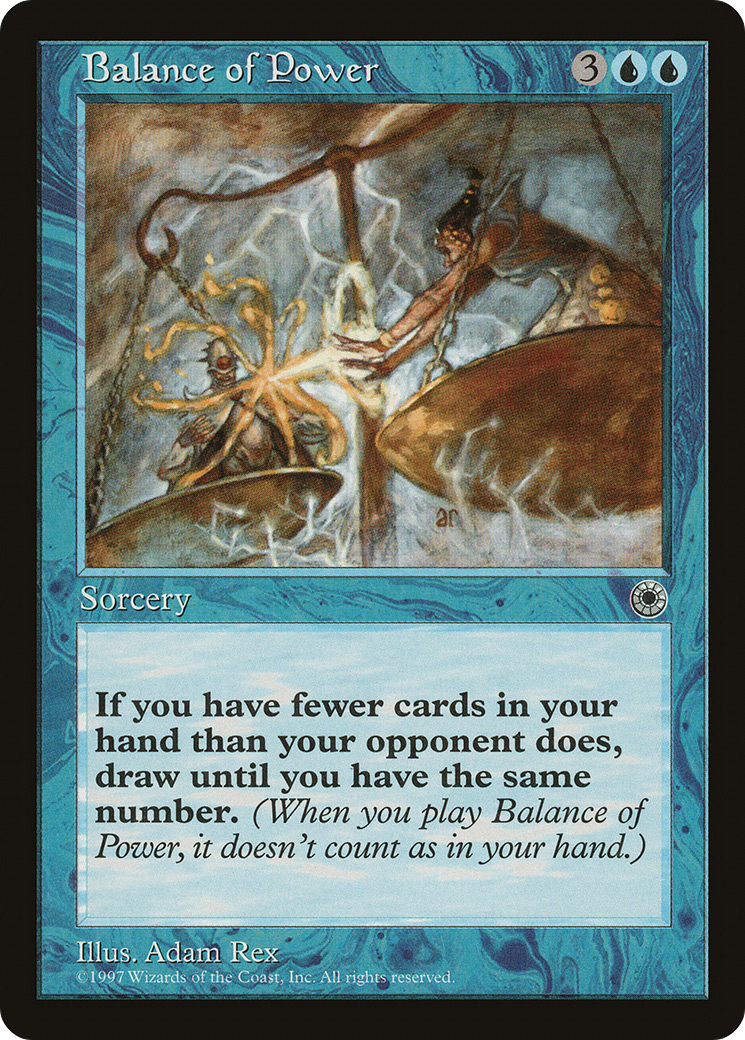 Balance of Power 3
ar
Sorcery
If you have fewer cards in your
hand than your opponent does,
draw until you have the same
number. (When you play Balance of
Power, it doesn't count as in your hand.)
Illus. Adam Rex
©1997 Wizards of the Coast, Inc. All rights reserved.